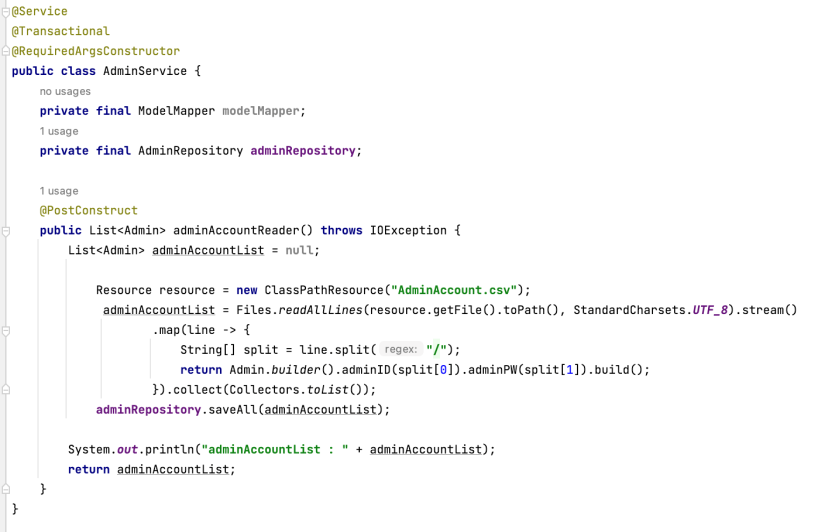 @Service
@Transactional
@RequiredArgsConstructor
public class AdminService {
no usages
private final ModelMapper modelMapper;
1 usage
private final AdminRepository adminRepository;
1 usage
@PostConstruct
public List<Admin> adminAccountReader() throws IOException {
List<Admin> adminAccountList = null;
Resource resource = new ClassPathResource("AdminAccount.csv");
adminAccountList = Files.readAllLines(resource.getFile().toPath(), StandardCharsets.UTF_8).stream()
.map(line -> {
String[] split = line.split( regex: "/");
return Admin.builder().adminID(split[0]).adminPW(split[1]).build();
}).collect(Collectors.toList());
adminRepository.saveAll(adminAccountList);
System.out.println("adminAccountList : " + adminAccountList);
return adminAccountList;
}
}